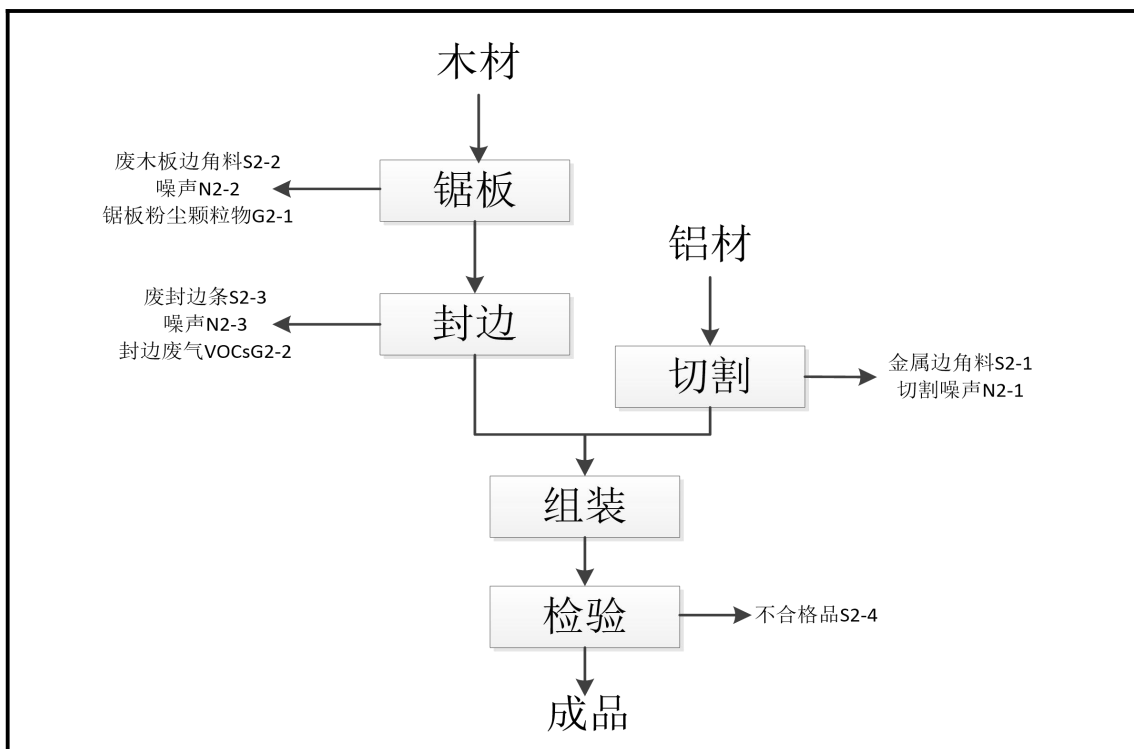 木材
废木板边角料S2-2
噪声N2-2
锯板粉尘颗粒物G2-1
锯板
铝材
废封边条S2-3
噪声N2-3
封边废气VOCsG2-2
封边
切割
金属边角料S2-1
切割噪声N2-1
组装
检验
不合格品S2-4
成品